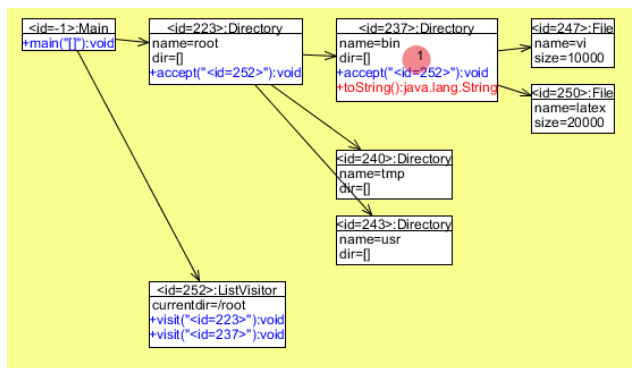 <id=-1>:Main
+main("[]"):void
<id=223>:Directory
name=root
dir=[]
+accept("<id=252>"):void
<id=237>:Directory
name=bin
dir=[]
1
+accept("<id=252>"):void
+toString():java.lang.String
<id=247>:File
name=vi
size=10000
<id=250>:File
name=latex
size=20000
<id=240>:Directory
name=tmp
dir=[]
<id=243>:Directory
name=usr
dir=[]
<id=252>:ListVisitor
currentdir=/root
+visit("<id=223>"):void
+visit("<id=237>"):void